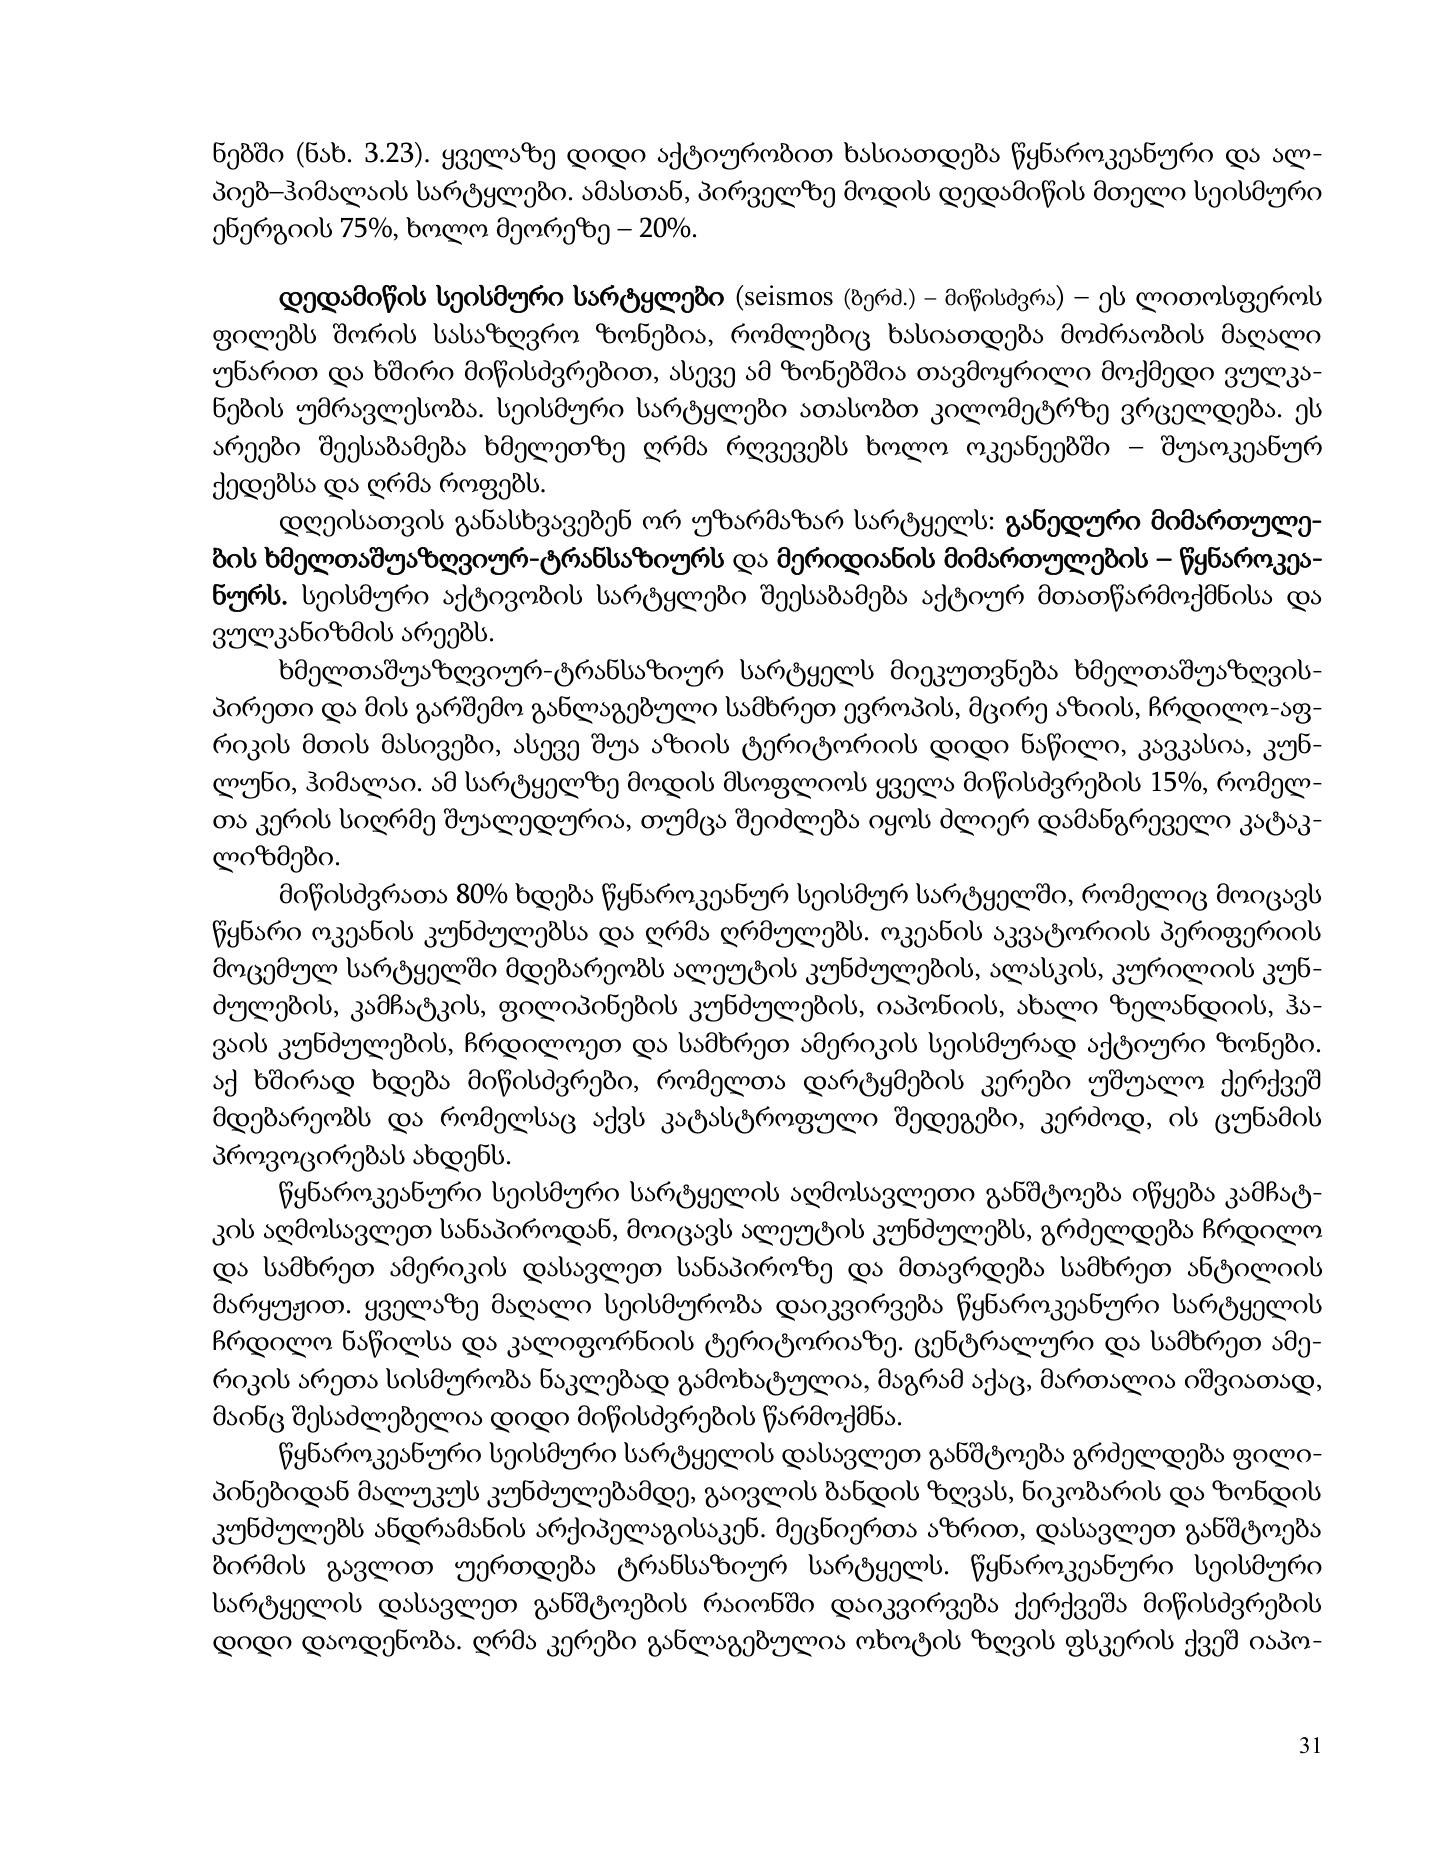 ნებში (ნახ. 3.23). ყველაზე დიდი აქტიურობით ხასიათდება წყნაროკეანური და ალ-
პიებ–ჰიმალაის სარტყლები. ამასთან, პირველზე მოდის დედამიწის მთელი სეისმური
ენერგიის 75%, ხოლო მეორეზე – 20%.
დედამიწის სეისმური სარტყლები (seismos (ბერძ.) – მიწისძვრა) – ეს ლითოსფეროს
ფილებს შორის სასაზღვრო ზონებია, რომლებიც ხასიათდება მოძრაობის მაღალი
უნარით და ხშირი მიწისძვრებით, ასევე ამ ზონებშია თავმოყრილი მოქმედი ვულკა-
ნების უმრავლესობა. სეისმური სარტყლები ათასობთ კილომეტრზე ვრცელდება. ეს
არეები შეესაბამება ხმელეთზე ღრმა რღვევებს ხოლო ოკეანეებში – შუაოკეანურ
ქედებსა და ღრმა როფებს.
დღეისათვის განასხვავებენ ორ უზარმაზარ სარტყელს: განედური მიმართულე-
ბის ხმელთაშუაზღვიურ-ტრანსაზიურს და მერიდიანის მიმართულების – წყნაროკეა-
ნურს. სეისმური აქტივობის სარტყლები შეესაბამება აქტიურ მთათწარმოქმნისა და
ვულკანიზმის არეებს.
ხმელთაშუაზღვიურ-ტრანსაზიურ სარტყელს მიეკუთვნება ხმელთაშუაზღვის-
პირეთი და მის გარშემო განლაგებული სამხრეთ ევროპის, მცირე აზიის, ჩრდილო-აფ-
რიკის მთის მასივები, ასევე შუა აზიის ტერიტორიის დიდი ნაწილი, კავკასია, კუნ-
ლუნი, ჰიმალაი. ამ სარტყელზე მოდის მსოფლიოს ყველა მიწისძვრების 15%, რომელ-
თა კერის სიღრმე შუალედურია, თუმცა შეიძლება იყოს ძლიერ დამანგრეველი კატაკ-
ლიზმები.
მიწისძვრათა 80% ხდება წყნაროკეანურ სეისმურ სარტყელში, რომელიც მოიცავს
წყნარი ოკეანის კუნძულებსა და ღრმა ღრმულებს. ოკეანის აკვატორიის პერიფერიის
მოცემულ სარტყელში მდებარეობს ალეუტის კუნძულების, ალასკის, კურილიის კუნ-
ძულების, კამჩატკის, ფილიპინების კუნძულების, იაპონიის, ახალი ზელანდიის, ჰა-
ვაის კუნძულების, ჩრდილოეთ და სამხრეთ ამერიკის სეისმურად აქტიური ზონები.
აქ ხშირად ხდება მიწისძვრები, რომელთა დარტყმების კერები უშუალო ქერქვეშ
მდებარეობს და რომელსაც აქვს კატასტროფული შედეგები, კერძოდ, ის ცუნამის
პროვოცირებას ახდენს.
წყნაროკეანური სეისმური სარტყელის აღმოსავლეთი განშტოება იწყება კამჩატ-
კის აღმოსავლეთ სანაპიროდან, მოიცავს ალეუტის კუნძულებს, გრძელდება ჩრდილო
და სამხრეთ ამერიკის დასავლეთ სანაპიროზე და მთავრდება სამხრეთ ანტილიის
მარყუჟით. ყველაზე მაღალი სეისმურობა დაიკვირვება წყნაროკეანური სარტყელის
ჩრდილო ნაწილსა და კალიფორნიის ტერიტორიაზე. ცენტრალური და სამხრეთ ამე-
რიკის არეთა სისმურობა ნაკლებად გამოხატულია, მაგრამ აქაც, მართალია იშვიათად,
მაინც შესაძლებელია დიდი მიწისძვრების წარმოქმნა.
წყნაროკეანური სეისმური სარტყელის დასავლეთ განშტოება გრძელდება ფილი-
პინებიდან მალუკუს კუნძულებამდე, გაივლის ბანდის ზღვას, ნიკობარის და ზონდის
კუნძულებს ანდრამანის არქიპელაგისაკენ. მეცნიერთა აზრით, დასავლეთ განშტოება
ბირმის გავლით უერთდება ტრანსაზიურ სარტყელს. წყნაროკეანური სეისმური
სარტყელის დასავლეთ განშტოების რაიონში დაიკვირვება ქერქვეშა მიწისძვრების
დიდი დაოდენობა. ღრმა კერები განლაგებულია ოხოტის ზღვის ფსკერის ქვეშ იაპო-
31